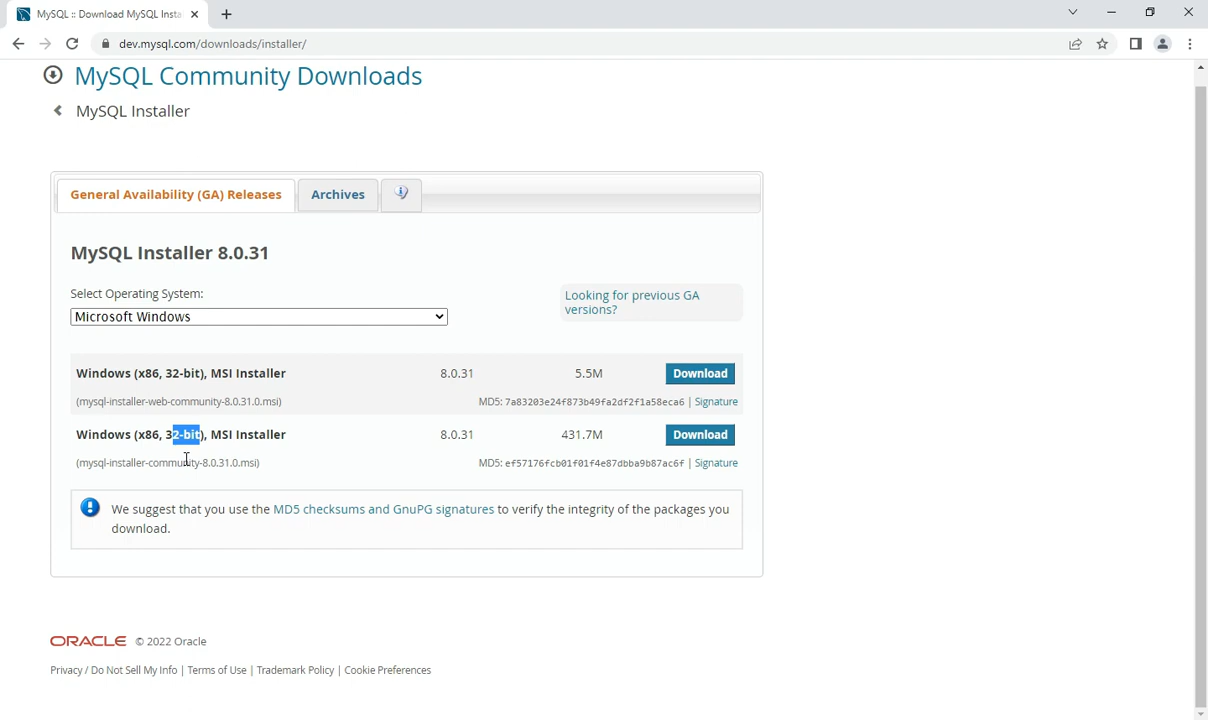 MySQL :: Download MySQL Insta
dev.mysql.com/downloads/installer/
MySQL Community Downloads
MySQL Installer
General Availability (GA) Releases
Archives
MySQL Installer 8.0.31
Select Operating System:
Looking for previous GA
versions?
Microsoft Windows
Windows (x86, 32-bit), MSI Installer 8.0.31 5.5M Download
(mysql-installer-web-community-8.0.31.0.msi) MD5: 7a83203e24f873b49fa2df2f1a58eca6 | Signature
Windows (x86, 32-bit), MSI Installer 8.0.31 431.7M Download
(mysql-installer-community-8.0.31.0.msi) MD5: ef57176fcb01f01f4e87dbba9b87ac6f | Signature
We suggest that you use the MD5 checksums and GnuPG signatures to verify the integrity of the packages you
download.
ORACLE © 2022 Oracle
Privacy / Do Not Sell My Info | Terms of Use | Trademark Policy | Cookie Preferences